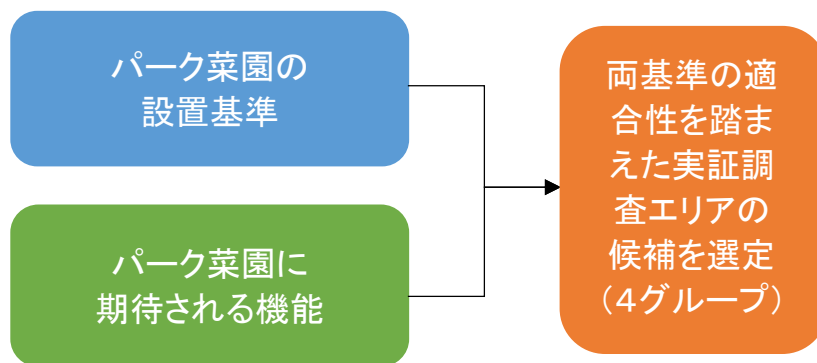 パーク菜園の
設置基準
パーク菜園に
期待される機能
両基準の適
合性を踏ま
えた実証調
査エリアの
候補を選定
（４グループ）